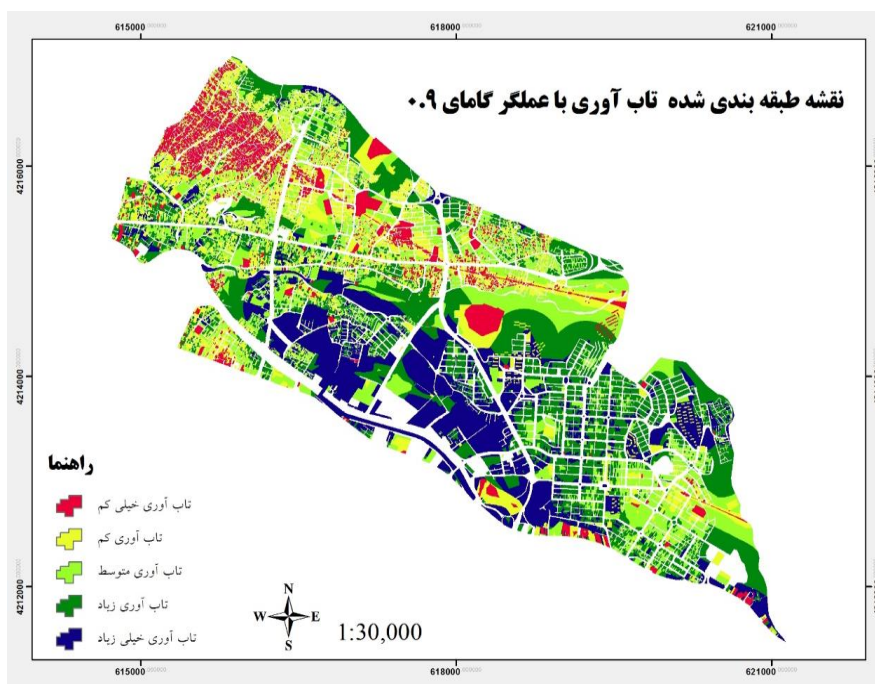 615000 618000 621000
نقشه طبقه بندی شده تاب آوری با عملگر گامای ۰.۹
4216000
4214000
راهنما
تاب آوری خیلی کم
تاب آوری کم
تاب آوری متوسط
تاب آوری زیاد
تاب آوری خیلی زیاد
4212000
N
W E
S
1:30,000
615000 618000 621000